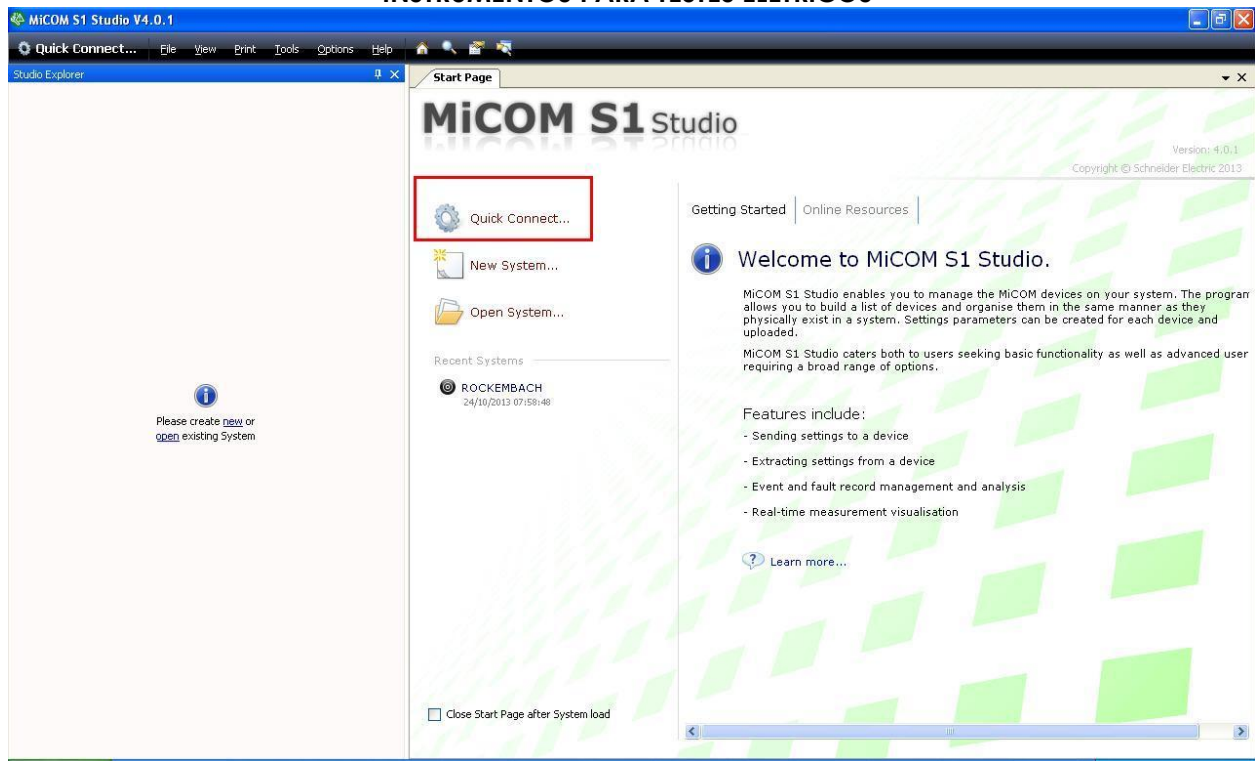 INSTRUMENTOS PARA TESTES ELÉTRICOS
MiCOM S1 Studio V4.0.1
Quick Connect... File View Print Tools Options Help
Studio Explorer
Start Page
MiCOM S1 Studio
Version: 4.0.1
Copyright © Schneider Electric 2013
Quick Connect...
New System...
Open System...
Recent Systems
ROCKEMBACH
24/10/2013 07:58:48
Please create new or
open existing System
Close Start Page after System load
Getting Started Online Resources
Welcome to MiCOM S1 Studio.
MiCOM S1 Studio enables you to manage the MiCOM devices on your system. The program
allows you to build a list of devices and organise them in the same manner as they
physically exist in a system. Settings parameters can be created for each device and
uploaded.
MiCOM S1 Studio caters both to users seeking basic functionality as well as advanced user
requiring a broad range of options.
Features include:
- Sending settings to a device
- Extracting settings from a device
- Event and fault record management and analysis
- Real-time measurement visualisation
Learn more...